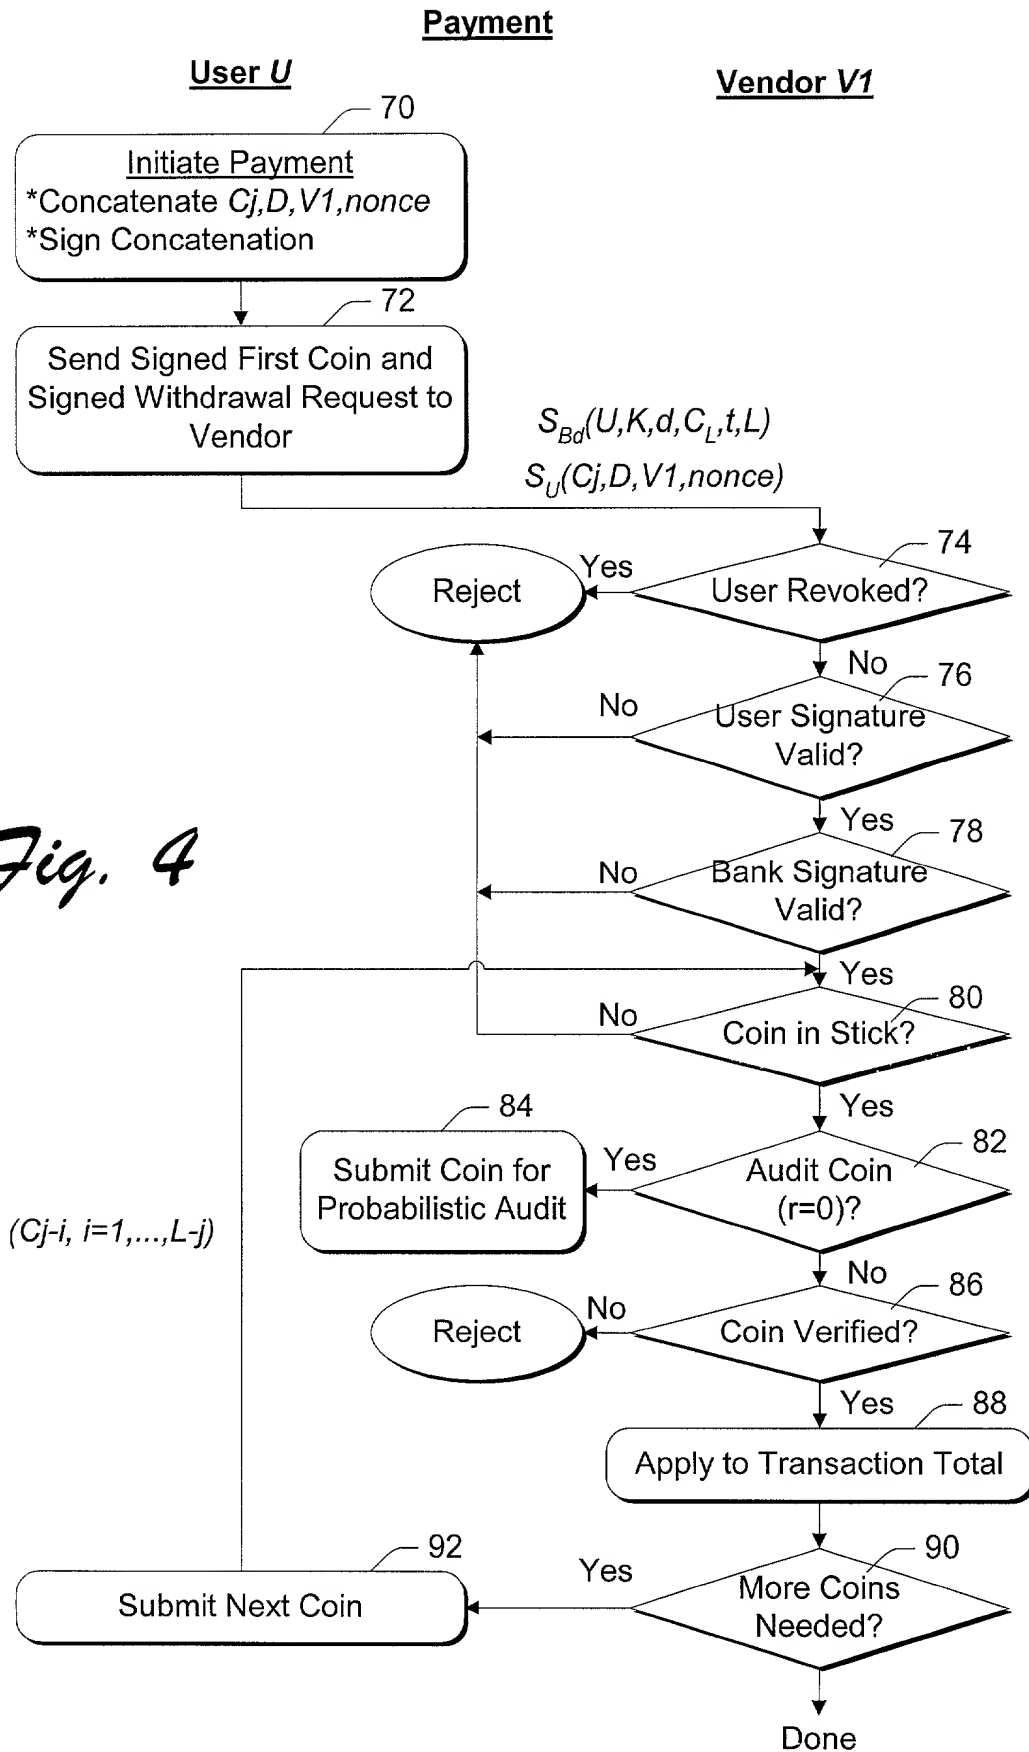 Payment
User U
Vendor V1
70
Initiate Payment
*Concatenate Cj,D,V1,nonce
*Sign Concatenation
72
Send Signed First Coin and
Signed Withdrawal Request to
Vendor
S_Bd(U,K,d,C_L,t,L)
S_U(Cj,D,V1,nonce)
74
User Revoked?
Yes
Reject
No
76
User Signature
Valid?
No
Yes
Fig. 4
78
Bank Signature
Valid?
No
Yes
80
Coin in Stick?
No
Yes
84
Submit Coin for
Probabilistic Audit
82
Audit Coin
(r=0)?
Yes
(Cj-i, i=1,...,L-j)
No
86
Coin Verified?
No
Reject
Yes
88
Apply to Transaction Total
92
Submit Next Coin
90
More Coins
Needed?
Yes
Done